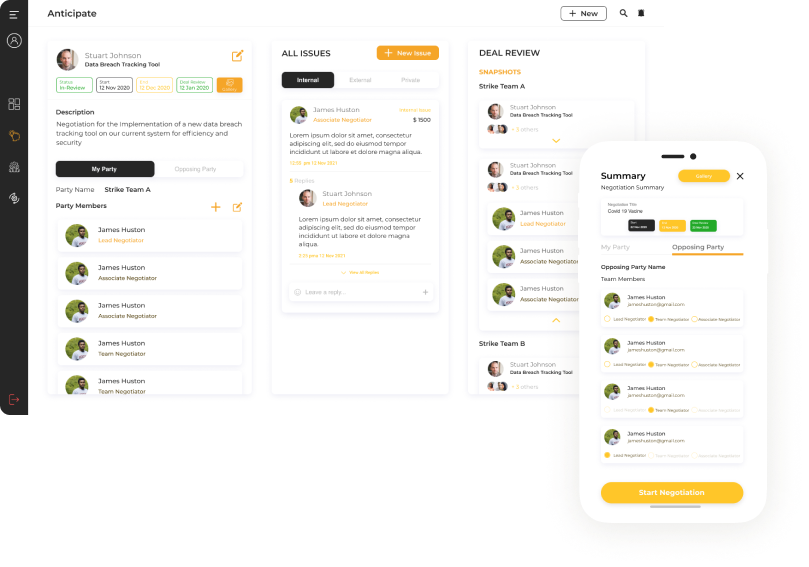 Anticipate
+ New
Stuart Johnson
Data Breach Tracking Tool
Status
In-Review
Start
12 Nov 2020
End
12 Dec 2020
Deal Review
12 Jan 2020
Description
Negotiation for the Implementation of a new data breach
tracking tool on our current system for efficiency and
security
My Party
Opposing Party
Party Name Strike Team A
Party Members
James Huston
Lead Negotiator
James Huston
Associate Negotiator
James Huston
Associate Negotiator
James Huston
Team Negotiator
James Huston
Team Negotiator
ALL ISSUES
+ New Issue
Internal
External
Private
James Huston
Associate Negotiator
Internal Issue
$ 1500
Lorem ipsum dolor sit amet, consectetur
adipiscing elit, sed do eiusmod tempor
incididunt ut labore et dolore magna aliqua.
5 Replies
Stuart Johnson
Lead Negotiator
Lorem ipsum dolor sit amet, consectetur
adipiscing elit, sed do eiusmod tempor
incididunt ut labore et dolore magna
aliqua.
2:25 pm 12 Nov 2021
View All Replies
Leave a reply...
DEAL REVIEW
SNAPSHOTS
Strike Team A
Stuart Johnson
Data Breach Tracking Tool
+ 2 others
Stuart Johnson
Data Breach Tracking Tool
+ 2 others
James Huston
Lead Negotiator
James Huston
Associate Negotiator
James Huston
Associate Negotiator
Strike Team B
Stuart Johnson
Data Breach Tracking Tool
+ 2 others
Summary
Negotiation Summary
Negotiation Title
Covid 19 Vaccine
My Party
Opposing Party
Opposing Party Name
Team Members
James Huston
jameshuston@gmail.com
Lead Negotiator Team Negotiator Associate Negotiator
James Huston
jameshuston@gmail.com
Lead Negotiator Team Negotiator Associate Negotiator
James Huston
jameshuston@gmail.com
Lead Negotiator Team Negotiator Associate Negotiator
James Huston
jameshuston@gmail.com
Lead Negotiator Team Negotiator Associate Negotiator
Start Negotiation